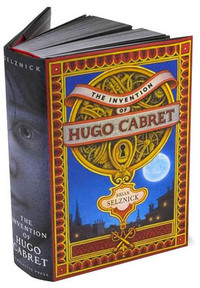 THE INVENTION
OF
HUGO CABRET
BRIAN
SELZNICK
SELZNICK
THE
INVENTION
OF
HUGO
CABRET